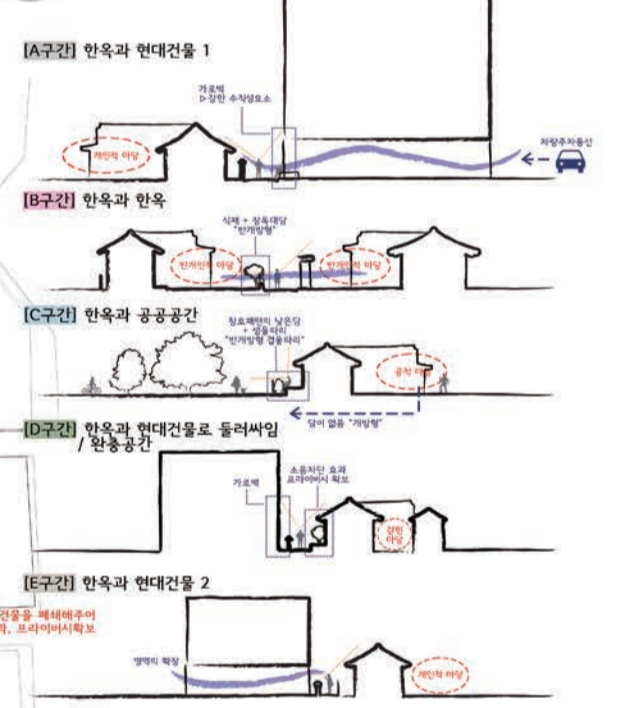 [A구간] 한옥과 현대건물 1
가로벽
▷강한 수직성요소
개인적 마당
차량주차동선
[B구간] 한옥과 한옥
식재 + 장독대담
"반개방형"
반개인적 마당
반개인적 마당
[C구간] 한옥과 공공공간
창호패턴의 낮은담
+ 생울타리
"반개방형 겹울타리"
공적 마당
담이 없음 "개방형"
[D구간] 한옥과 현대건물로 둘러싸임
/ 완충공간
가로벽
소음차단 효과
프라이버시 확보
갇힌
마당
[E구간] 한옥과 현대건물 2
건물을 폐쇄해주어
프라이버시확보
영역의 확장
개인적 마당